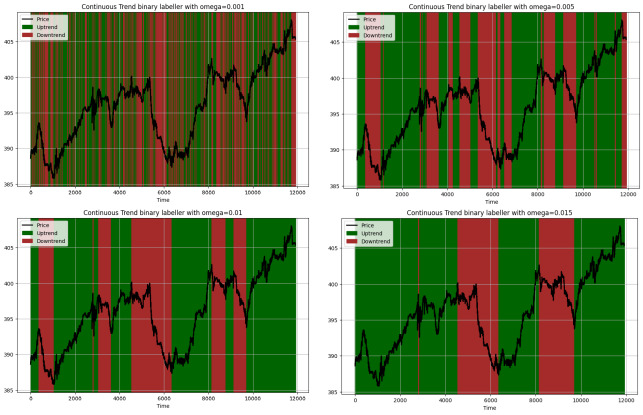 Continuous Trend binary labeller with omega=0.001
Price
Uptrend
Downtrend
405
400
395
390
385
0 2000 4000 6000 8000 10000 12000
Time
Continuous Trend binary labeller with omega=0.005
Price
Uptrend
Downtrend
405
400
395
390
385
0 2000 4000 6000 8000 10000 12000
Time
Continuous Trend binary labeller with omega=0.01
Price
Uptrend
Downtrend
405
400
395
390
385
0 2000 4000 6000 8000 10000 12000
Time
Continuous Trend binary labeller with omega=0.015
Price
Uptrend
Downtrend
405
400
395
390
385
0 2000 4000 6000 8000 10000 12000
Time